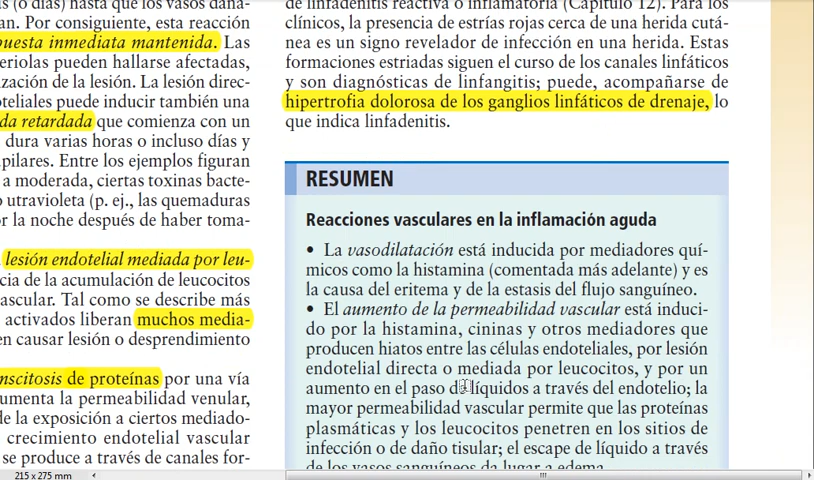 s (o días) hasta que los vasos daña-
an. Por consiguiente, esta reacción
puesta inmediata mantenida. Las
eriolas pueden hallarse afectadas,
ización de la lesión. La lesión direc-
oteliales puede inducir también una
da retardada que comienza con un
dura varias horas o incluso días y
pilares. Entre los ejemplos figuran
a moderada, ciertas toxinas bacte-
o utravioleta (p. ej., las quemaduras
or la noche después de haber toma-
lesión endotelial mediada por leu-
cia de la acumulación de leucocitos
vascular. Tal como se describe más
activados liberan muchos media-
en causar lesión o desprendimiento
nscitosis de proteínas por una vía
umenta la permeabilidad venular,
de la exposición a ciertos mediado-
crecimiento endotelial vascular
se produce a través de canales for-
de linfadenitis reactiva o inflamatoria (Capítulo 12). Para los
clínicos, la presencia de estrías rojas cerca de una herida cutá-
nea es un signo revelador de infección en una herida. Estas
formaciones estriadas siguen el curso de los canales linfáticos
y son diagnósticas de linfangitis; puede, acompañarse de
hipertrofia dolorosa de los ganglios linfáticos de drenaje, lo
que indica linfadenitis.
RESUMEN
Reacciones vasculares en la inflamación aguda
• La vasodilatación está inducida por mediadores quí-
micos como la histamina (comentada más adelante) y es
la causa del eritema y de la estasis del flujo sanguíneo.
• El aumento de la permeabilidad vascular está induci-
do por la histamina, cininas y otros mediadores que
producen hiatos entre las células endoteliales, por lesión
endotelial directa o mediada por leucocitos, y por un
aumento en el paso de líquidos a través del endotelio; la
mayor permeabilidad vascular permite que las proteínas
plasmáticas y los leucocitos penetren en los sitios de
infección o de daño tisular; el escape de líquido a través
de los vasos sanguíneos da lugar a edema.
215 x 275 mm